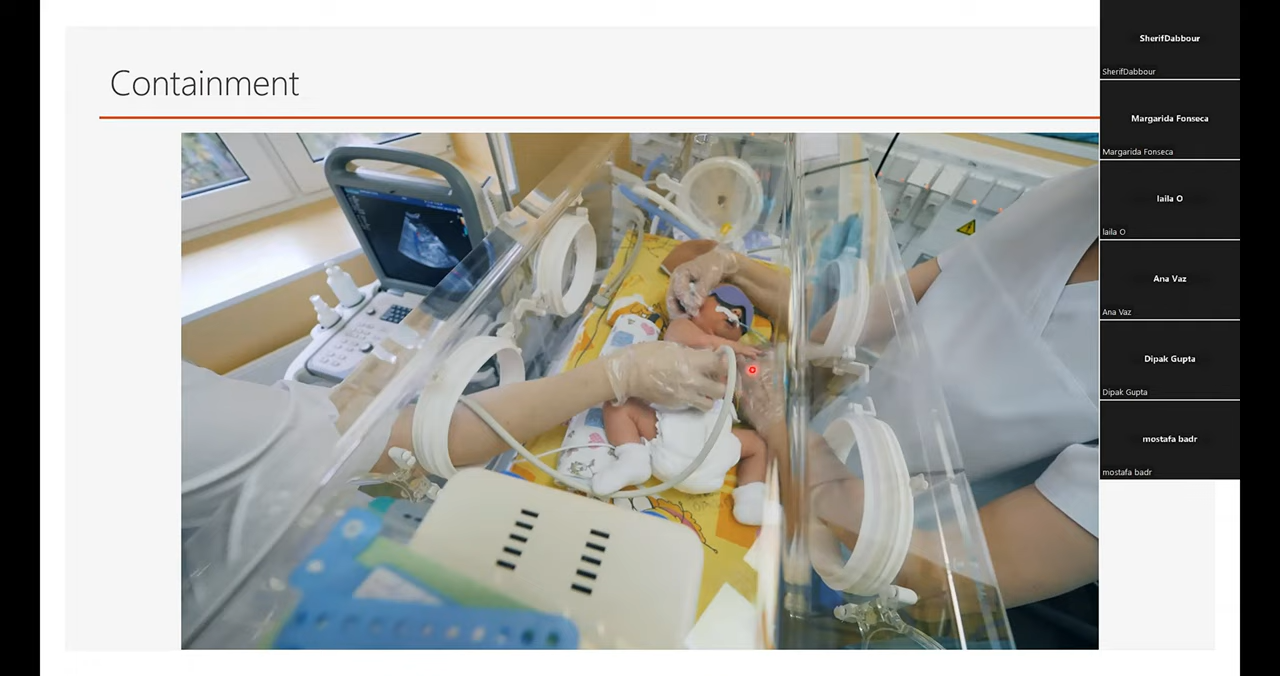 Containment
SherifDabbour
SherifDabbour
Margarida Fonseca
Margarida Fonseca
laila O
laila O
Ana Vaz
Ana Vaz
Dipak Gupta
Dipak Gupta
mostafa badr
mostafa badr